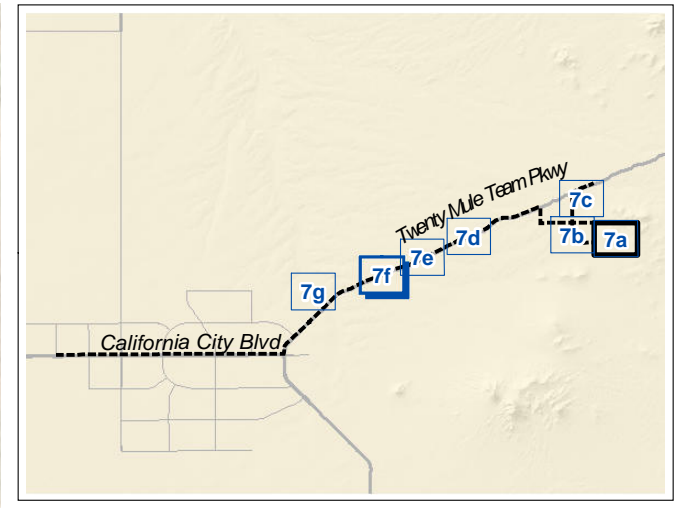 Twenty Mule Team Pkwy
7c
7d
7b
7a
7e
7f
7g
California City Blvd